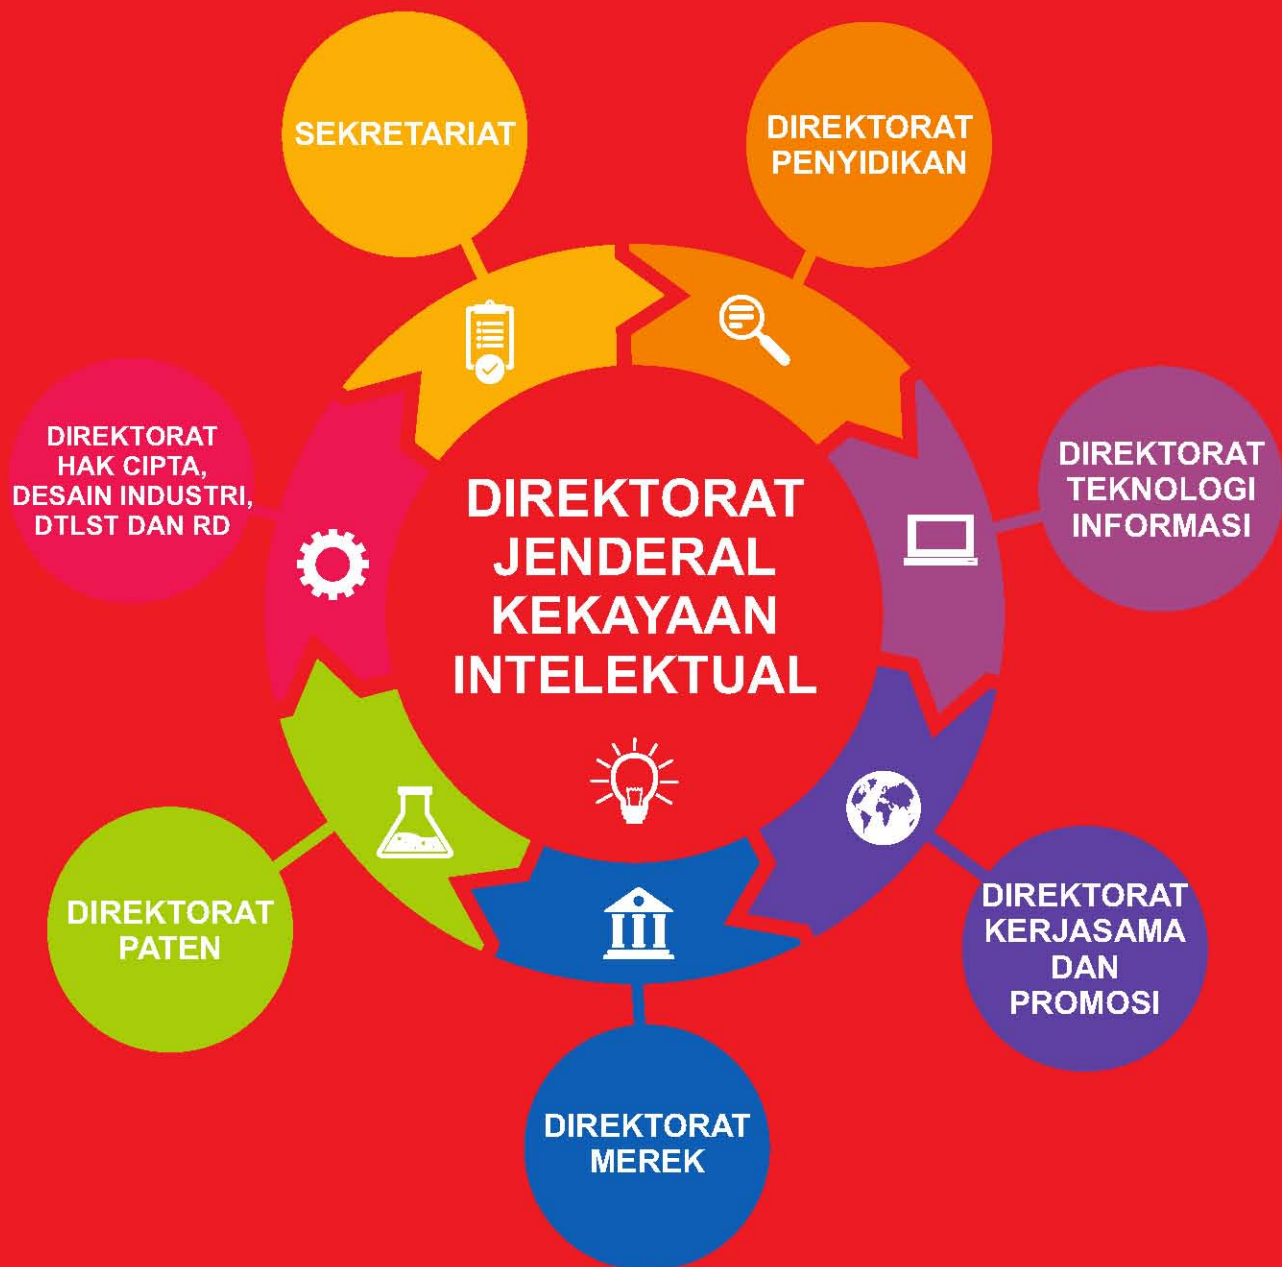 SEKRETARIAT
DIREKTORAT
PENYIDIKAN
DIREKTORAT
HAK CIPTA,
DESAIN INDUSTRI,
DTLST DAN RD
DIREKTORAT
TEKNOLOGI
INFORMASI
DIREKTORAT
JENDERAL
KEKAYAAN
INTELEKTUAL
DIREKTORAT
PATEN
DIREKTORAT
KERJASAMA
DAN
PROMOSI
DIREKTORAT
MEREK